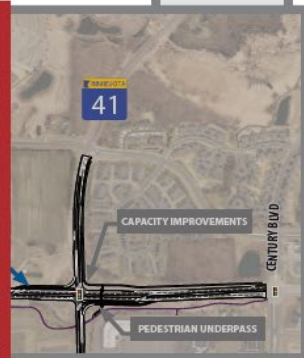 MINNESOTA
41
CAPACITY IMPROVEMENTS
CENTURY BLVD
PEDESTRIAN UNDERPASS